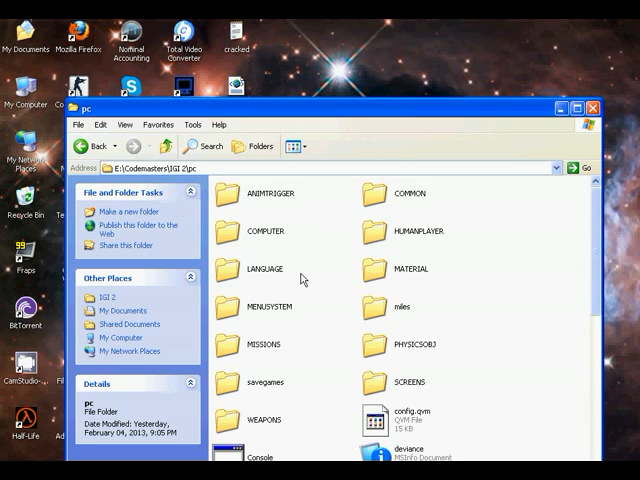 My Documents
Mozilla Firefox
Nominal
Accounting
Total Video
Converter
cracked
My Computer
Co
pc
File
Edit
View
Favorites
Tools
Help
Back
Search
Folders
Address
E:\Codemasters\IGI 2\pc
Go
My Network
Places
Recycle Bin
99
Fraps
BitTorrent
CamStudio-...
Fil
Half-Life
Ad
File and Folder Tasks
Make a new folder
Publish this folder to the
Web
Share this folder
Other Places
IGI 2
My Documents
Shared Documents
My Computer
My Network Places
Details
pc
File Folder
Date Modified: Yesterday,
February 04, 2013, 9:05 PM
ANIMTRIGGER
COMMON
COMPUTER
HUMANPLAYER
LANGUAGE
MATERIAL
MENUSYSTEM
miles
MISSIONS
PHYSICSOBJ
savegames
SCREENS
WEAPONS
config.qvm
QVM File
15 KB
Console
deviance
MSInfo Document